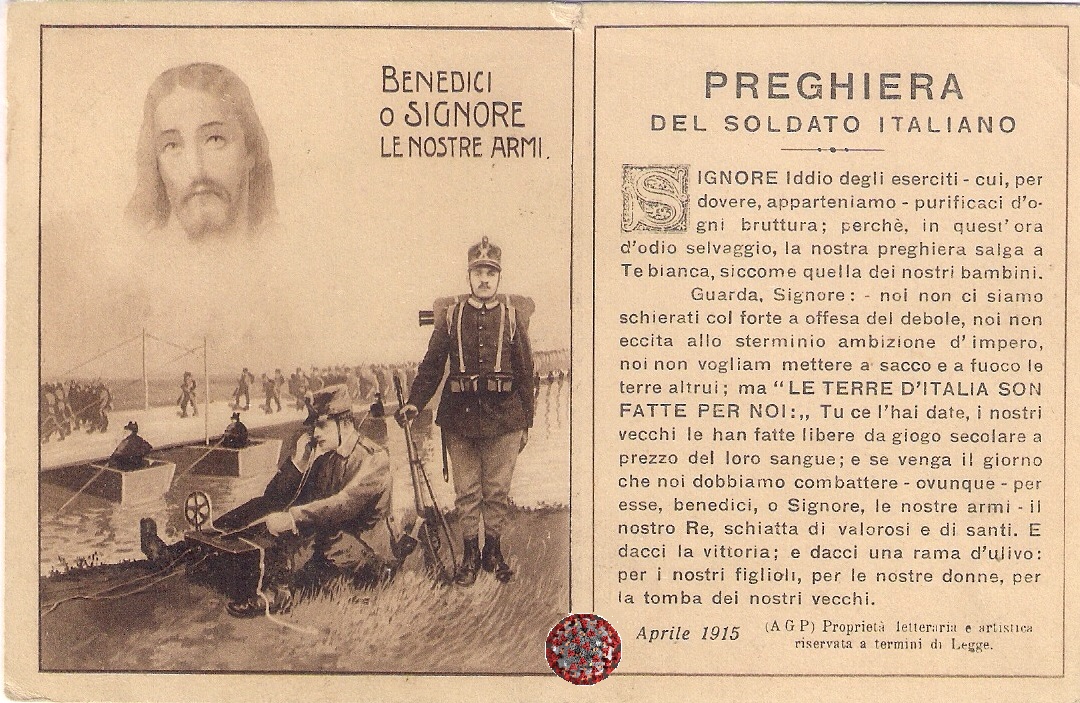 BENEDICI
O SIGNORE
LE NOSTRE ARMI.
PREGHIERA
DEL SOLDATO ITALIANO
SIGNORE Iddio degli eserciti - cui, per
dovere, apparteniamo - purificaci d'o-
gni bruttura; perchè, in quest'ora
d'odio selvaggio, la nostra preghiera salga a
Te bianca, siccome quella dei nostri bambini.
Guarda, Signore: - noi non ci siamo
schierati col forte a offesa del debole, noi non
eccita allo sterminio ambizione d'impero,
noi non vogliam mettere a sacco e a fuoco le
terre altrui; ma "LE TERRE D'ITALIA SON
FATTE PER NOI:„ Tu ce l'hai date, i nostri
vecchi le han fatte libere da giogo secolare a
prezzo del loro sangue; e se venga il giorno
che noi dobbiamo combattere - ovunque - per
esse, benedici, o Signore, le nostre armi - il
nostro Re, schiatta di valorosi e di santi. E
dacci la vittoria; e dacci una rama d'ulivo:
per i nostri figlioli, per le nostre donne, per
la tomba dei nostri vecchi.
Aprile 1915
(AGP) Proprietà letteraria e artistica
riservata a termini di Legge.